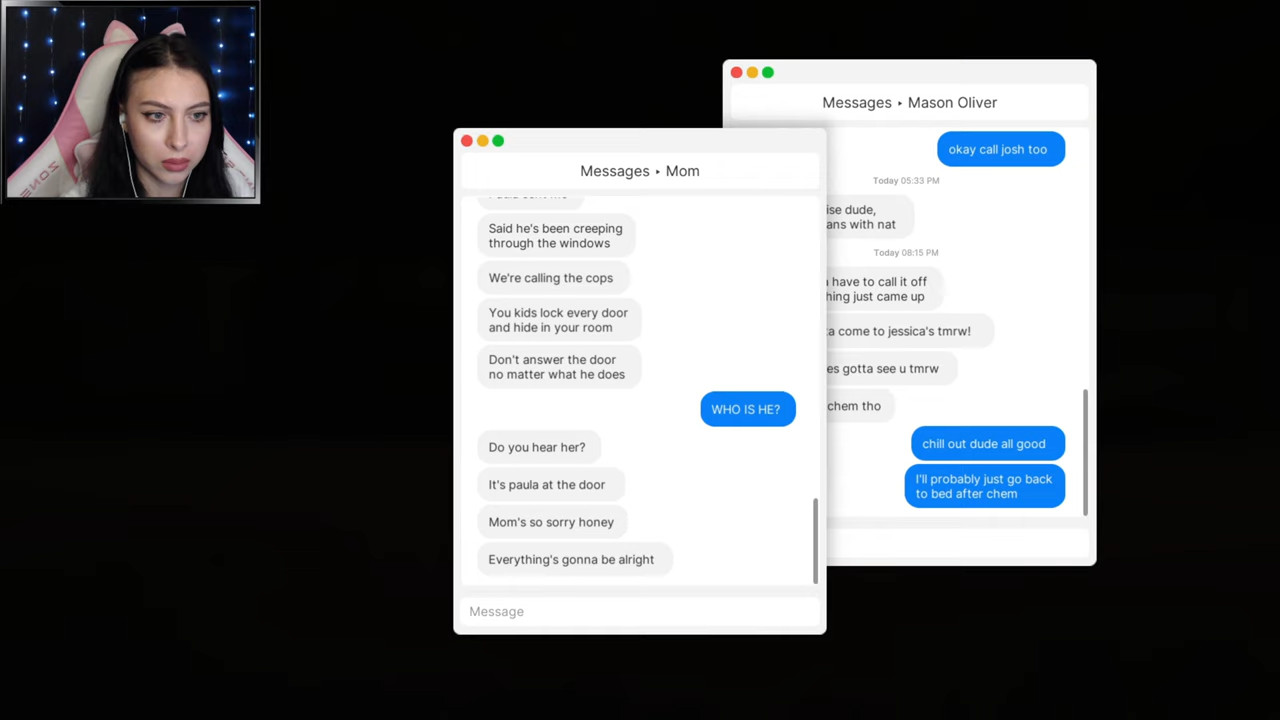 Messages ▸ Mason Oliver
okay call josh too
Today 05:33 PM
ise dude,
ans with nat
Today 08:15 PM
have to call it off
hing just came up
ta come to jessica's tmrw!
es gotta see u tmrw
chem tho
chill out dude all good
I'll probably just go back
to bed after chem
Messages ▸ Mom
Said he's been creeping
through the windows
We're calling the cops
You kids lock every door
and hide in your room
Don't answer the door
no matter what he does
WHO IS HE?
Do you hear her?
It's paula at the door
Mom's so sorry honey
Everything's gonna be alright
Message